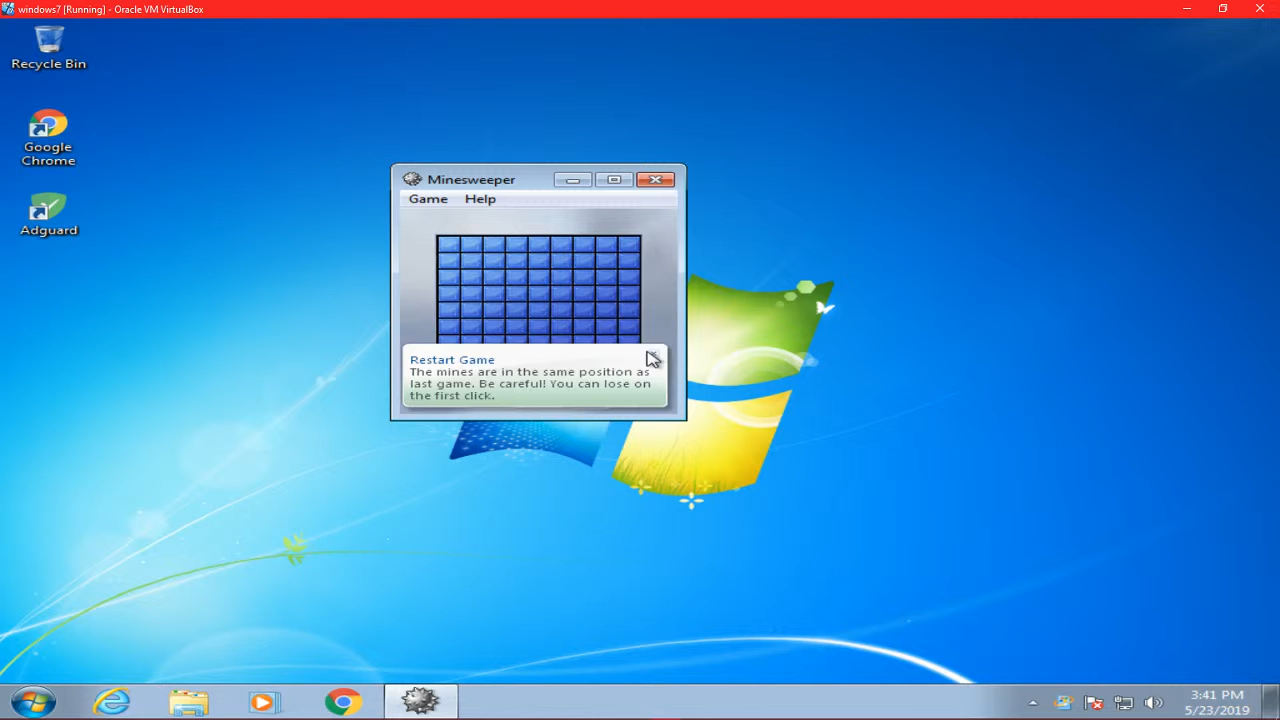 windows7 [Running] - Oracle VM VirtualBox
Recycle Bin
Google
Chrome
Adguard
Minesweeper
Game Help
Restart Game
The mines are in the same position as
last game. Be careful! You can lose on
the first click.
3:41 PM
5/23/2019